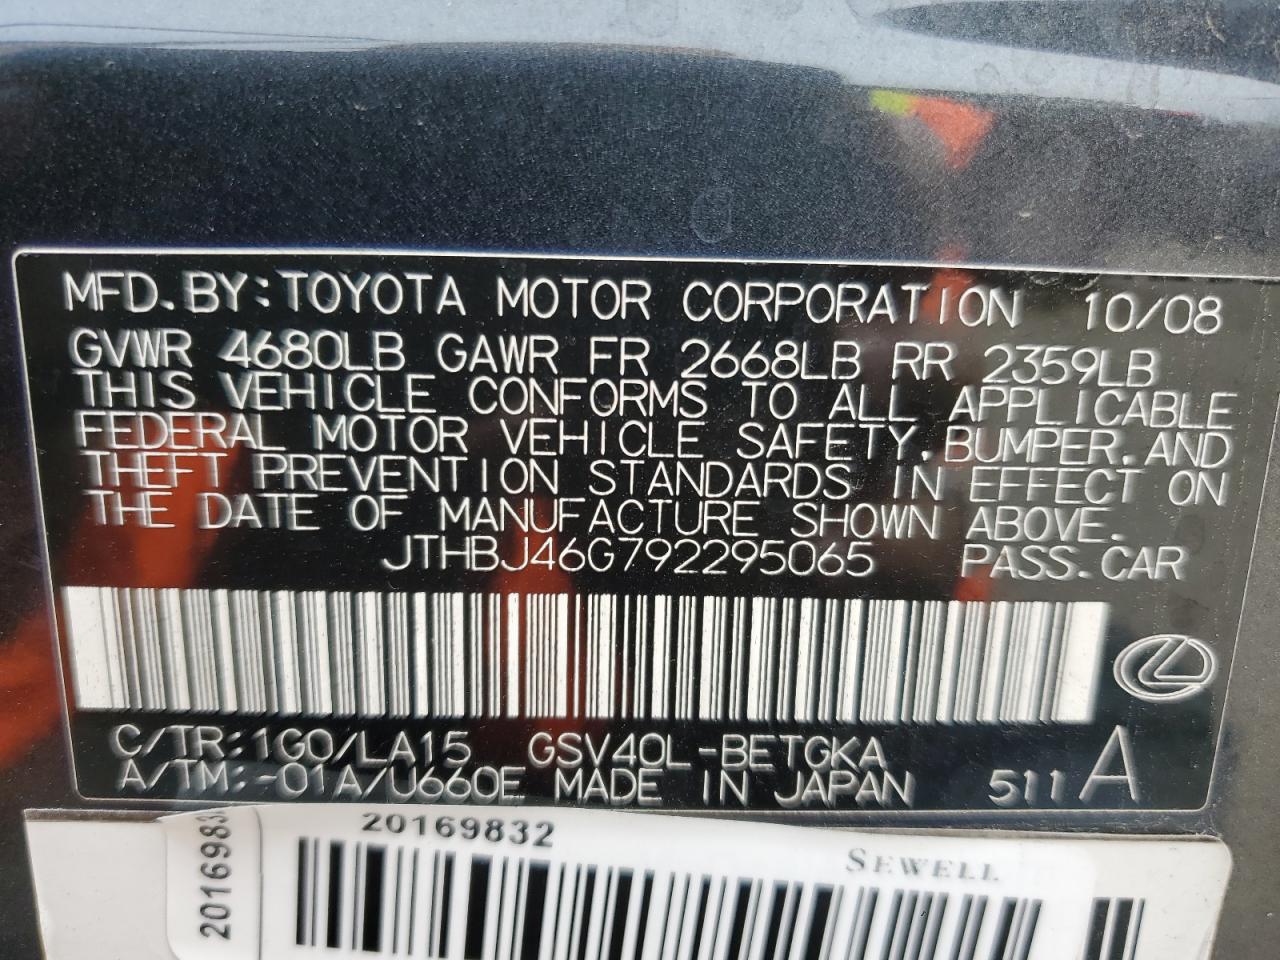 MFD. BY: TOYOTA MOTOR CORPORATION 10/08
GVWR 4680LB GAWR FR 2668LB RR 2359LB
THIS VEHICLE CONFORMS TO ALL APPLICABLE
FEDERAL MOTOR VEHICLE SAFETY, BUMPER, AND
THEFT PREVENTION STANDARDS IN EFFECT ON
THE DATE OF MANUFACTURE SHOWN ABOVE.
JTHBJ46G792295065 PASS. CAR
C/TR: 1G0/LA15 GSV40L-BETGKA
A/TM: -01A/U660E MADE IN JAPAN 511 A
20169832
SEWELL
2016983